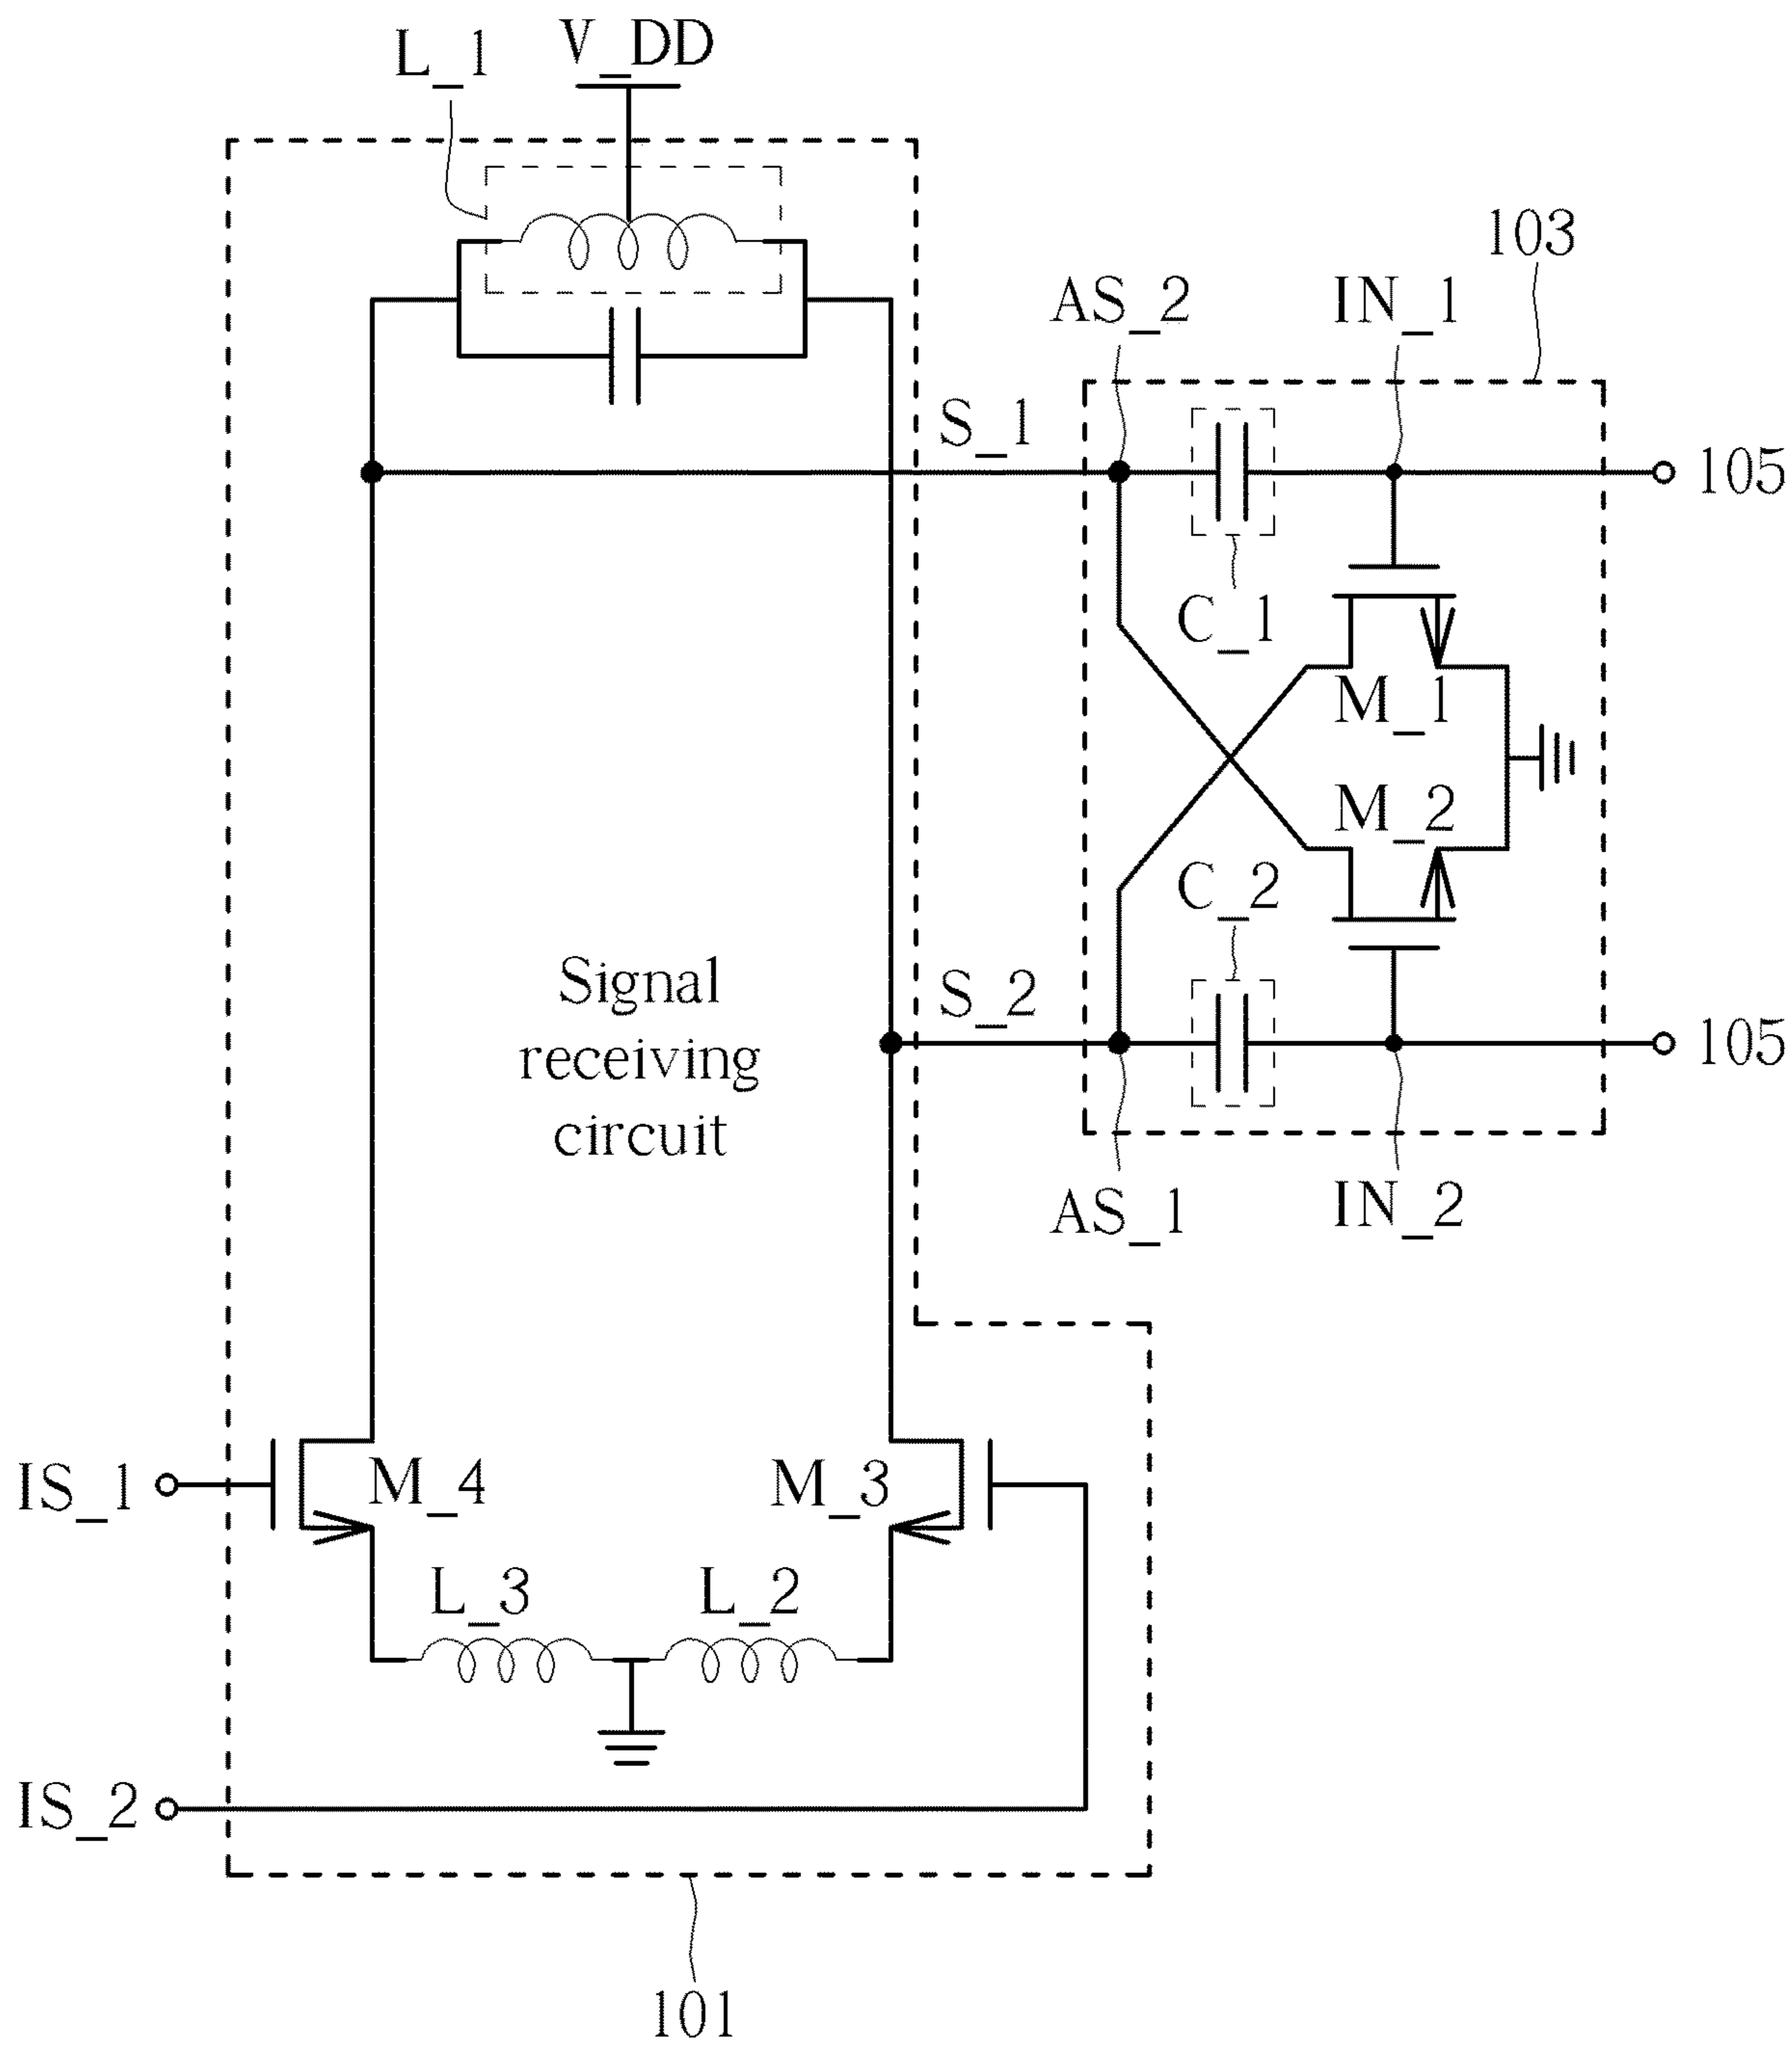 L_1
V_DD
103
AS_2
IN_1
S_1
105
C_1
M_1
M_2
C_2
Signal
receiving
circuit
S_2
105
AS_1
IN_2
IS_1
M_4
M_3
L_3
L_2
IS_2
101